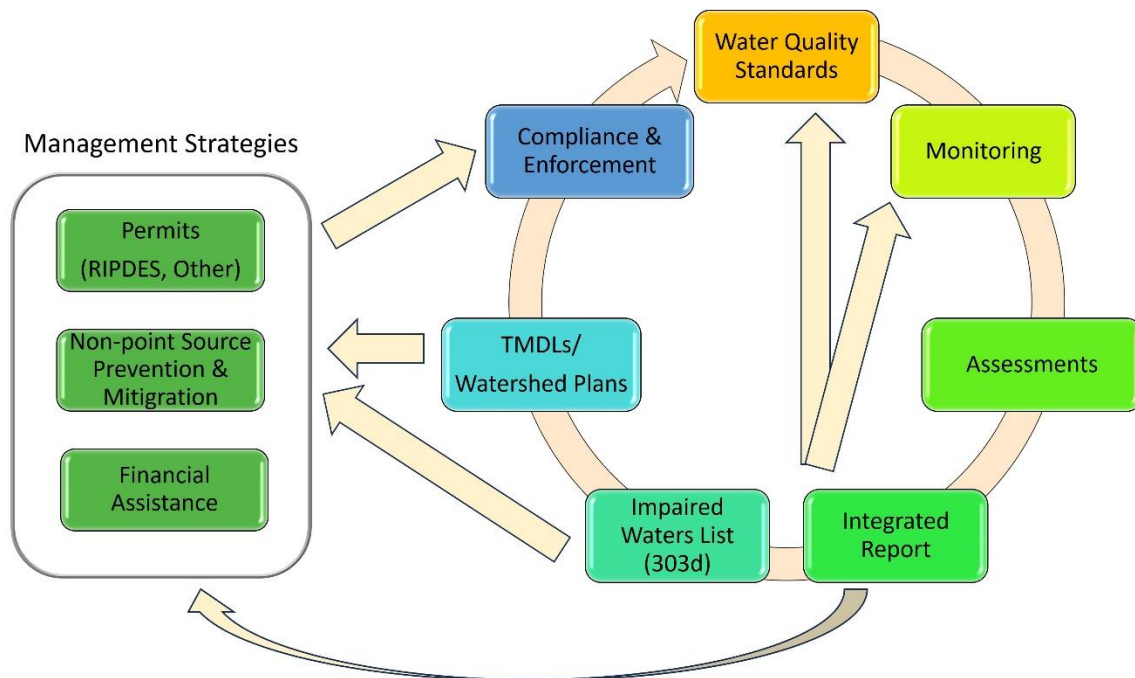 Water Quality
Standards
Compliance &
Enforcement
Monitoring
Management Strategies
Permits
(RIPDES, Other)
Non-point Source
Prevention &
Mitigration
Financial
Assistance
TMDLs/
Watershed Plans
Assessments
Impaired
Waters List
(303d)
Integrated
Report